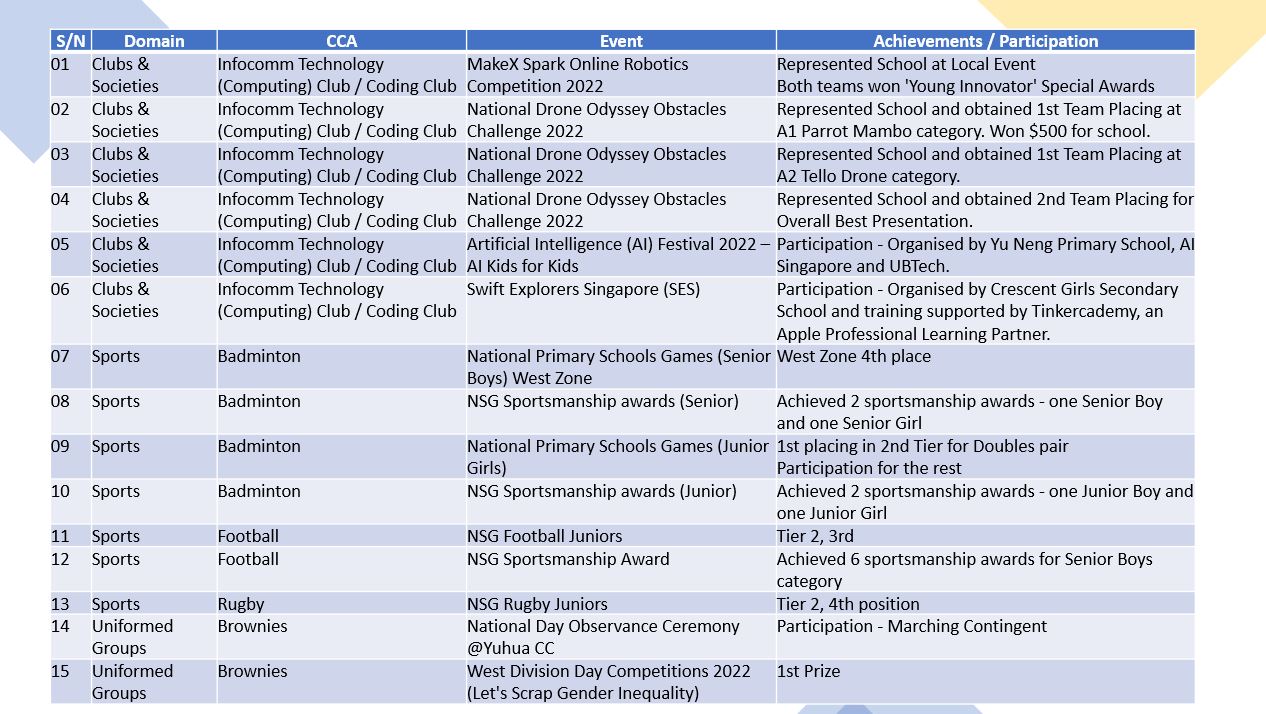 S/N Domain CCA Event Achievements / Participation
01 Clubs & Infocomm Technology MakeX Spark Online Robotics Represented School at Local Event
Societies (Computing) Club / Coding Club Competition 2022 Both teams won 'Young Innovator' Special Awards
02 Clubs & Infocomm Technology National Drone Odyssey Obstacles Represented School and obtained 1st Team Placing at
Societies (Computing) Club / Coding Club Challenge 2022 A1 Parrot Mambo category. Won $500 for school.
03 Clubs & Infocomm Technology National Drone Odyssey Obstacles Represented School and obtained 1st Team Placing at
Societies (Computing) Club / Coding Club Challenge 2022 A2 Tello Drone category.
04 Clubs & Infocomm Technology National Drone Odyssey Obstacles Represented School and obtained 2nd Team Placing for
Societies (Computing) Club / Coding Club Challenge 2022 Overall Best Presentation.
05 Clubs & Infocomm Technology Artificial Intelligence (AI) Festival 2022 – Participation - Organised by Yu Neng Primary School, AI
Societies (Computing) Club / Coding Club AI Kids for Kids Singapore and UBTech.
06 Clubs & Infocomm Technology Swift Explorers Singapore (SES) Participation - Organised by Crescent Girls Secondary
Societies (Computing) Club / Coding Club School and training supported by Tinkercademy, an
Apple Professional Learning Partner.
07 Sports Badminton National Primary Schools Games (Senior West Zone 4th place
Boys) West Zone
08 Sports Badminton NSG Sportsmanship awards (Senior) Achieved 2 sportsmanship awards - one Senior Boy
and one Senior Girl
09 Sports Badminton National Primary Schools Games (Junior 1st placing in 2nd Tier for Doubles pair
Girls) Participation for the rest
10 Sports Badminton NSG Sportsmanship awards (Junior) Achieved 2 sportsmanship awards - one Junior Boy and
one Junior Girl
11 Sports Football NSG Football Juniors Tier 2, 3rd
12 Sports Football NSG Sportsmanship Award Achieved 6 sportsmanship awards for Senior Boys
category
13 Sports Rugby NSG Rugby Juniors Tier 2, 4th position
14 Uniformed Brownies National Day Observance Ceremony Participation - Marching Contingent
Groups @Yuhua CC
15 Uniformed Brownies West Division Day Competitions 2022 1st Prize
Groups (Let's Scrap Gender Inequality)